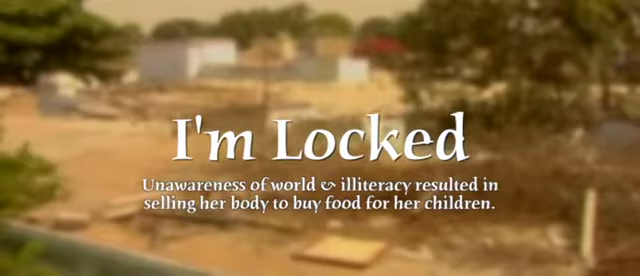 I'm Locked
Unawareness of world & illiteracy resulted in
selling her body to buy food for her children.